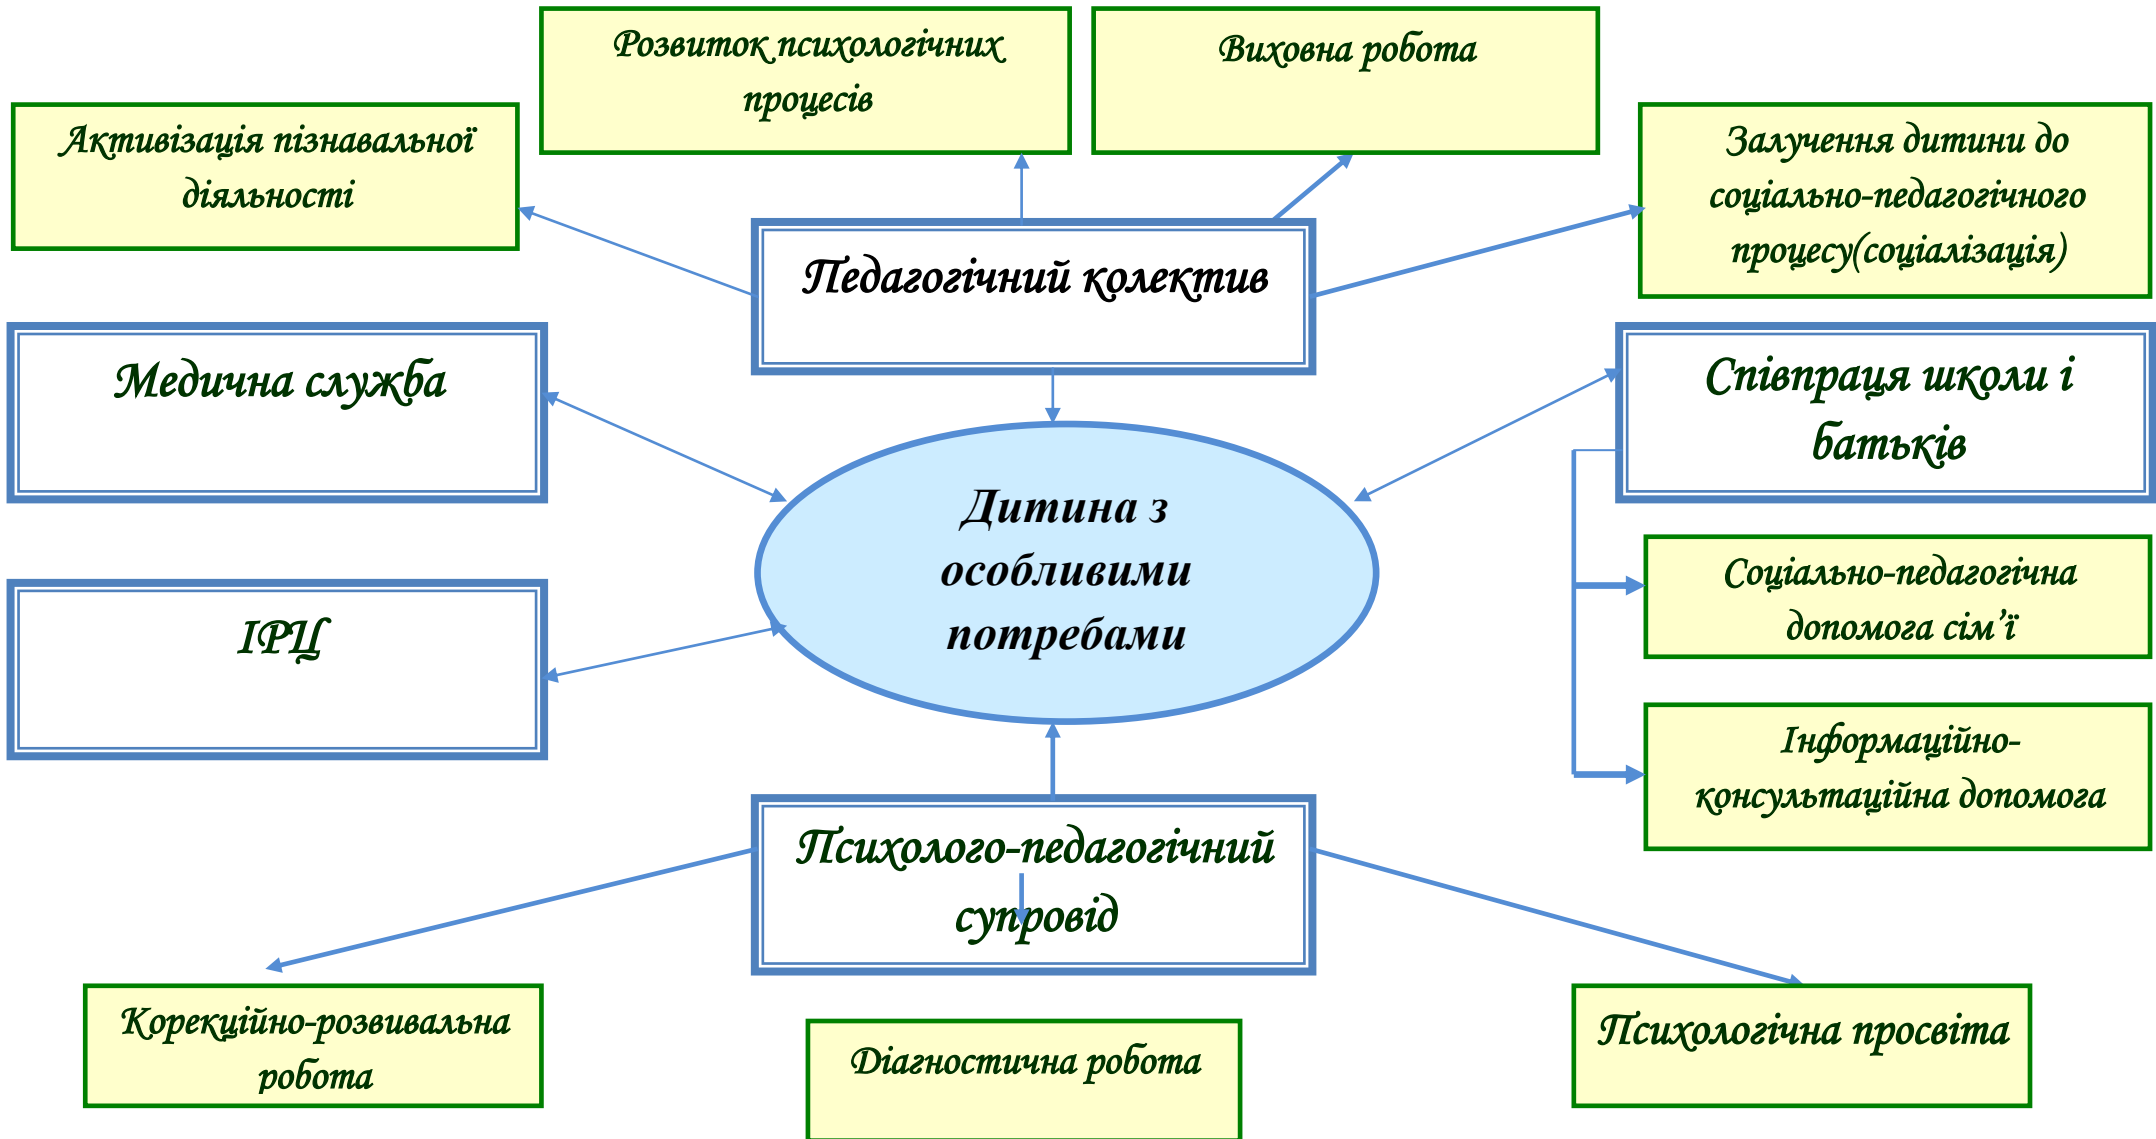 Розвиток психологічних
процесів
Виховна робота
Активізація пізнавальної
діяльності
Залучення дитини до
соціально-педагогічного
процесу(соціалізація)
Педагогічний колектив
Медична служба
Співпраця школи і
батьків
Дитина з
особливими
потребами
ІРЦ
Соціально-педагогічна
допомога сім’ї
Інформаційно-
консультаційна допомога
Психолого-педагогічний
супровід
Корекційно-розвивальна
робота
Діагностична робота
Психологічна просвіта